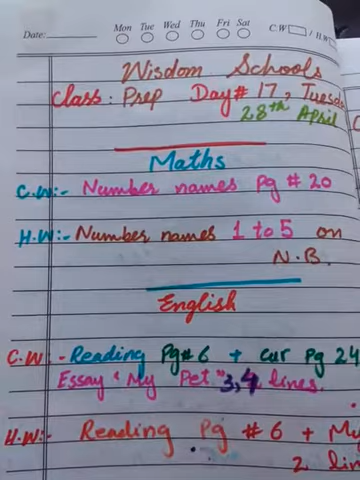 Date:
Mon Tue Wed Thu Fri Sat
C.W / H.W
Wisdom Schools
Class: Prep Day# 17, Tuesd
28th April
Maths
C.W:- Number names pg # 20
H.W:- Number names 1 to 5 on
N.B.
English
C.W:- Reading Pg# 6 + cur pg 24
Essay "My Pet" 3,4 lines.
H.W:- Reading Pg # 6 + My
2 lin